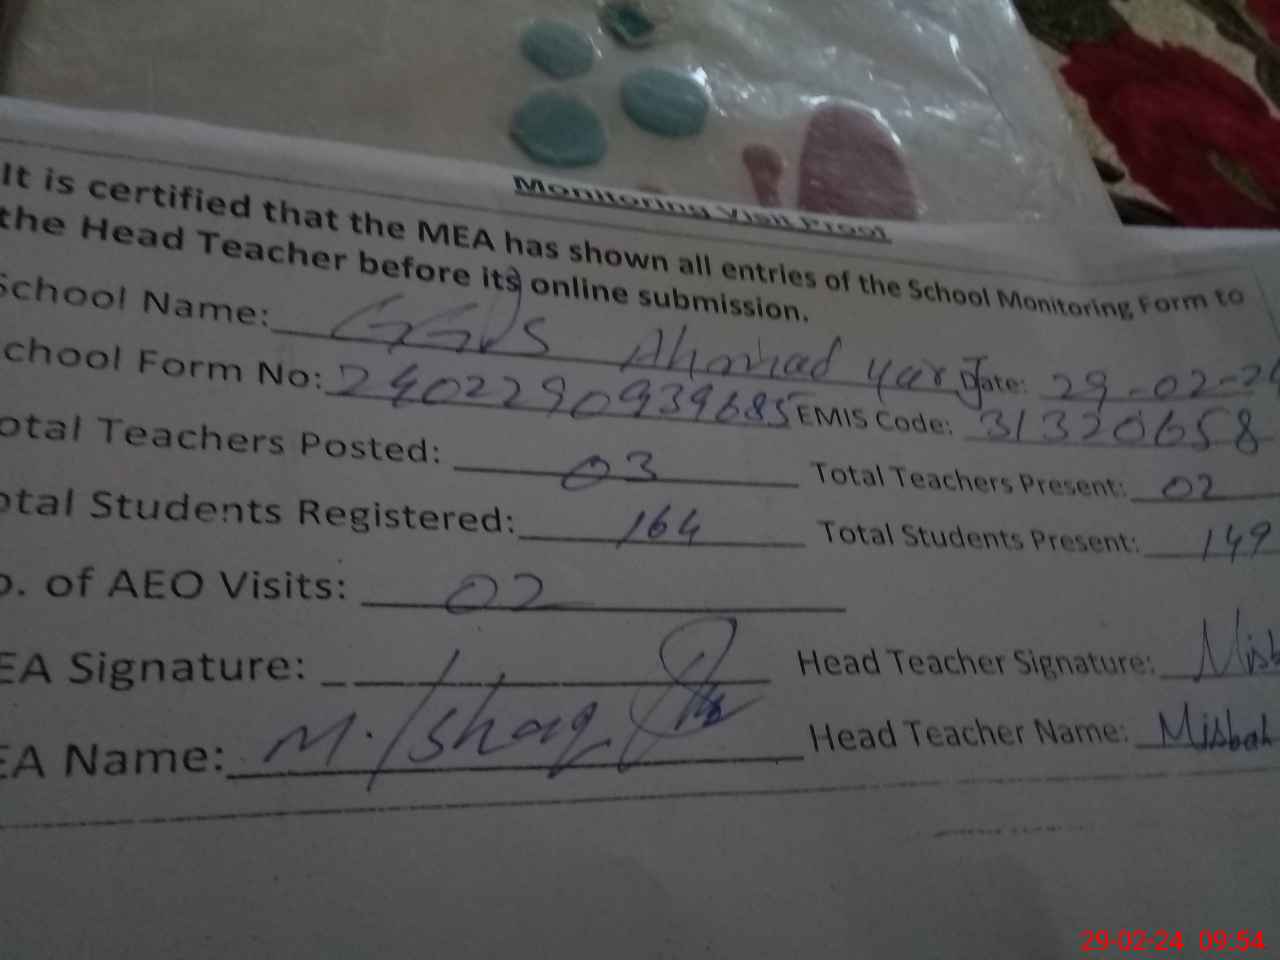 Monitoring Visit Proof
It is certified that the MEA has shown all entries of the School Monitoring Form to
the Head Teacher before its online submission.
School Name: GGPS Ahmad Yar J Date: 29-02-24
School Form No: 2402290939685 EMIS Code: 31320658
otal Teachers Posted: 03 Total Teachers Present: 02
otal Students Registered: 164 Total Students Present: 149
o. of AEO Visits: 02
EA Signature: Head Teacher Signature: Misb
EA Name: M. Ishaq Head Teacher Name: Misbah
29-02-24 09:54